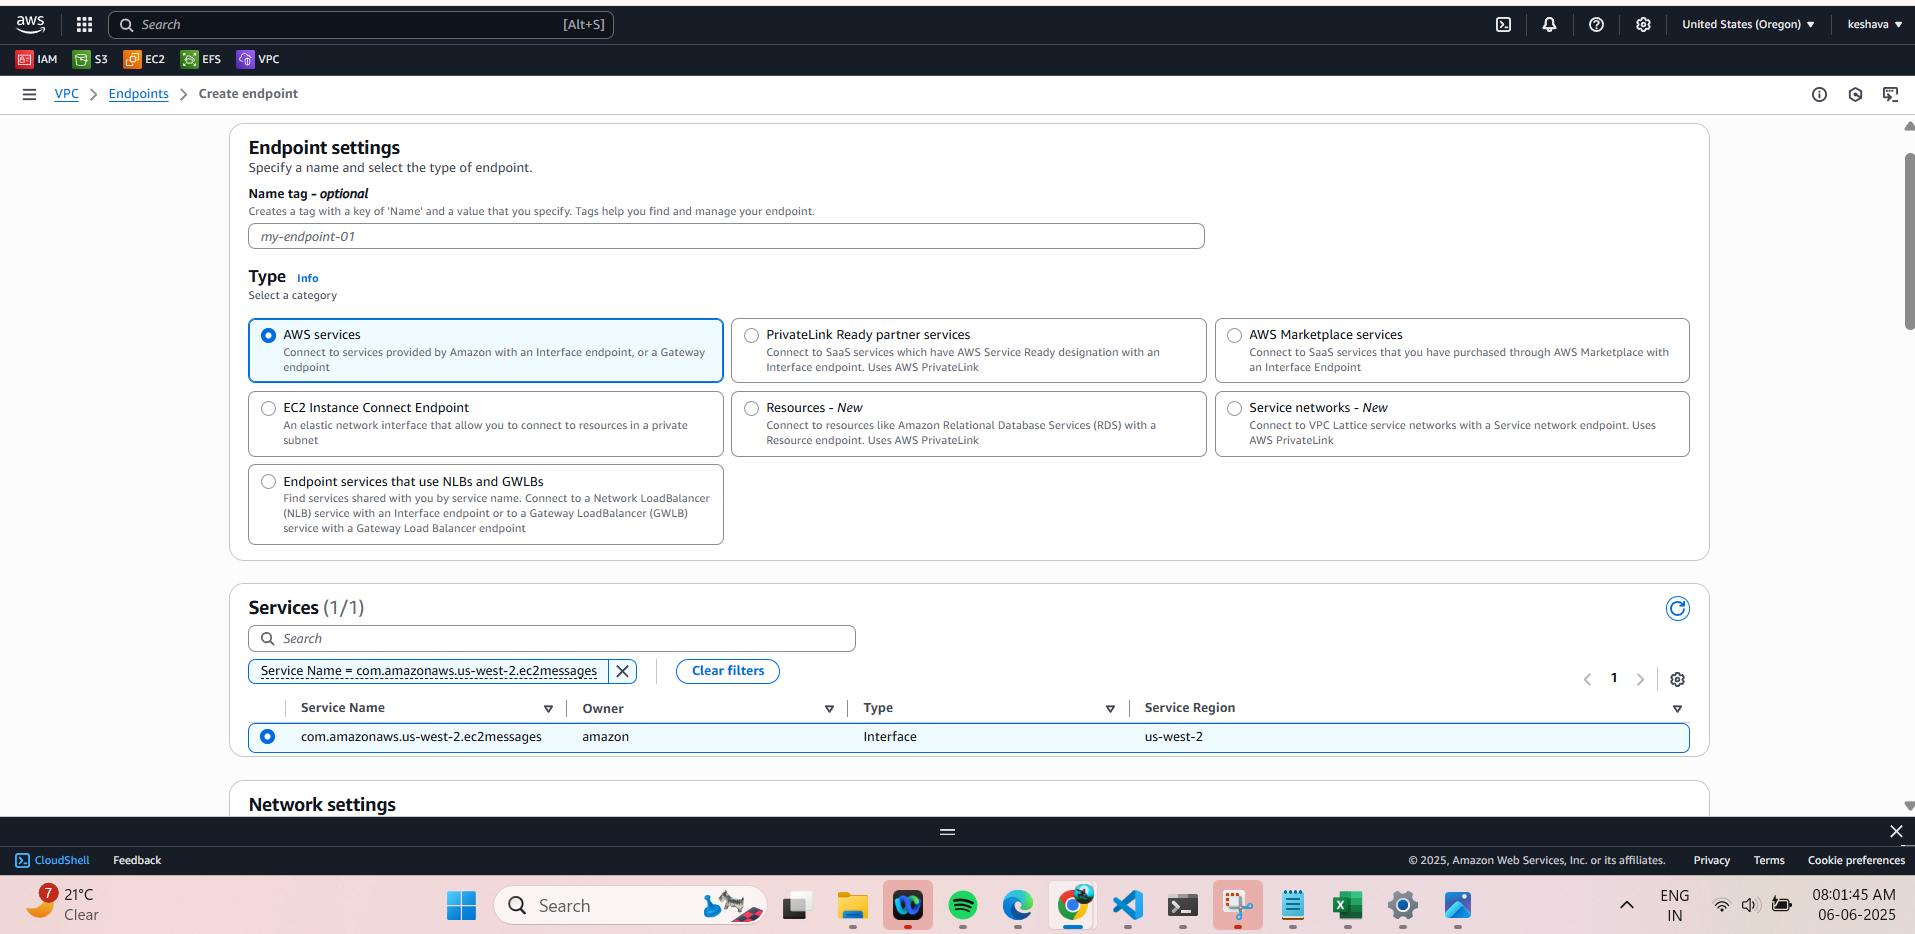 aws
Search
[Alt+S]
United States (Oregon)
keshava
IAM
S3
EC2
EFS
VPC
VPC
Endpoints
Create endpoint
Endpoint settings
Specify a name and select the type of endpoint.
Name tag - optional
Creates a tag with a key of 'Name' and a value that you specify. Tags help you find and manage your endpoint.
my-endpoint-01
Type Info
Select a category
AWS services
Connect to services provided by Amazon with an Interface endpoint, or a Gateway
endpoint
PrivateLink Ready partner services
Connect to SaaS services which have AWS Service Ready designation with an
Interface endpoint. Uses AWS PrivateLink
AWS Marketplace services
Connect to SaaS services that you have purchased through AWS Marketplace with
an Interface Endpoint
EC2 Instance Connect Endpoint
An elastic network interface that allow you to connect to resources in a private
subnet
Resources - New
Connect to resources like Amazon Relational Database Services (RDS) with a
Resource endpoint. Uses AWS PrivateLink
Service networks - New
Connect to VPC Lattice service networks with a Service network endpoint. Uses
AWS PrivateLink
Endpoint services that use NLBs and GWLBs
Find services shared with you by service name. Connect to a Network LoadBalancer
(NLB) service with an Interface endpoint or to a Gateway LoadBalancer (GWLB)
service with a Gateway Load Balancer endpoint
Services (1/1)
Search
Service Name = com.amazonaws.us-west-2.ec2messages
Clear filters
1
Service Name
Owner
Type
Service Region
com.amazonaws.us-west-2.ec2messages
amazon
Interface
us-west-2
Network settings
CloudShell
Feedback
© 2025, Amazon Web Services, Inc. or its affiliates.
Privacy
Terms
Cookie preferences
7
21°C
Clear
Search
ENG
IN
08:01:45 AM
06-06-2025